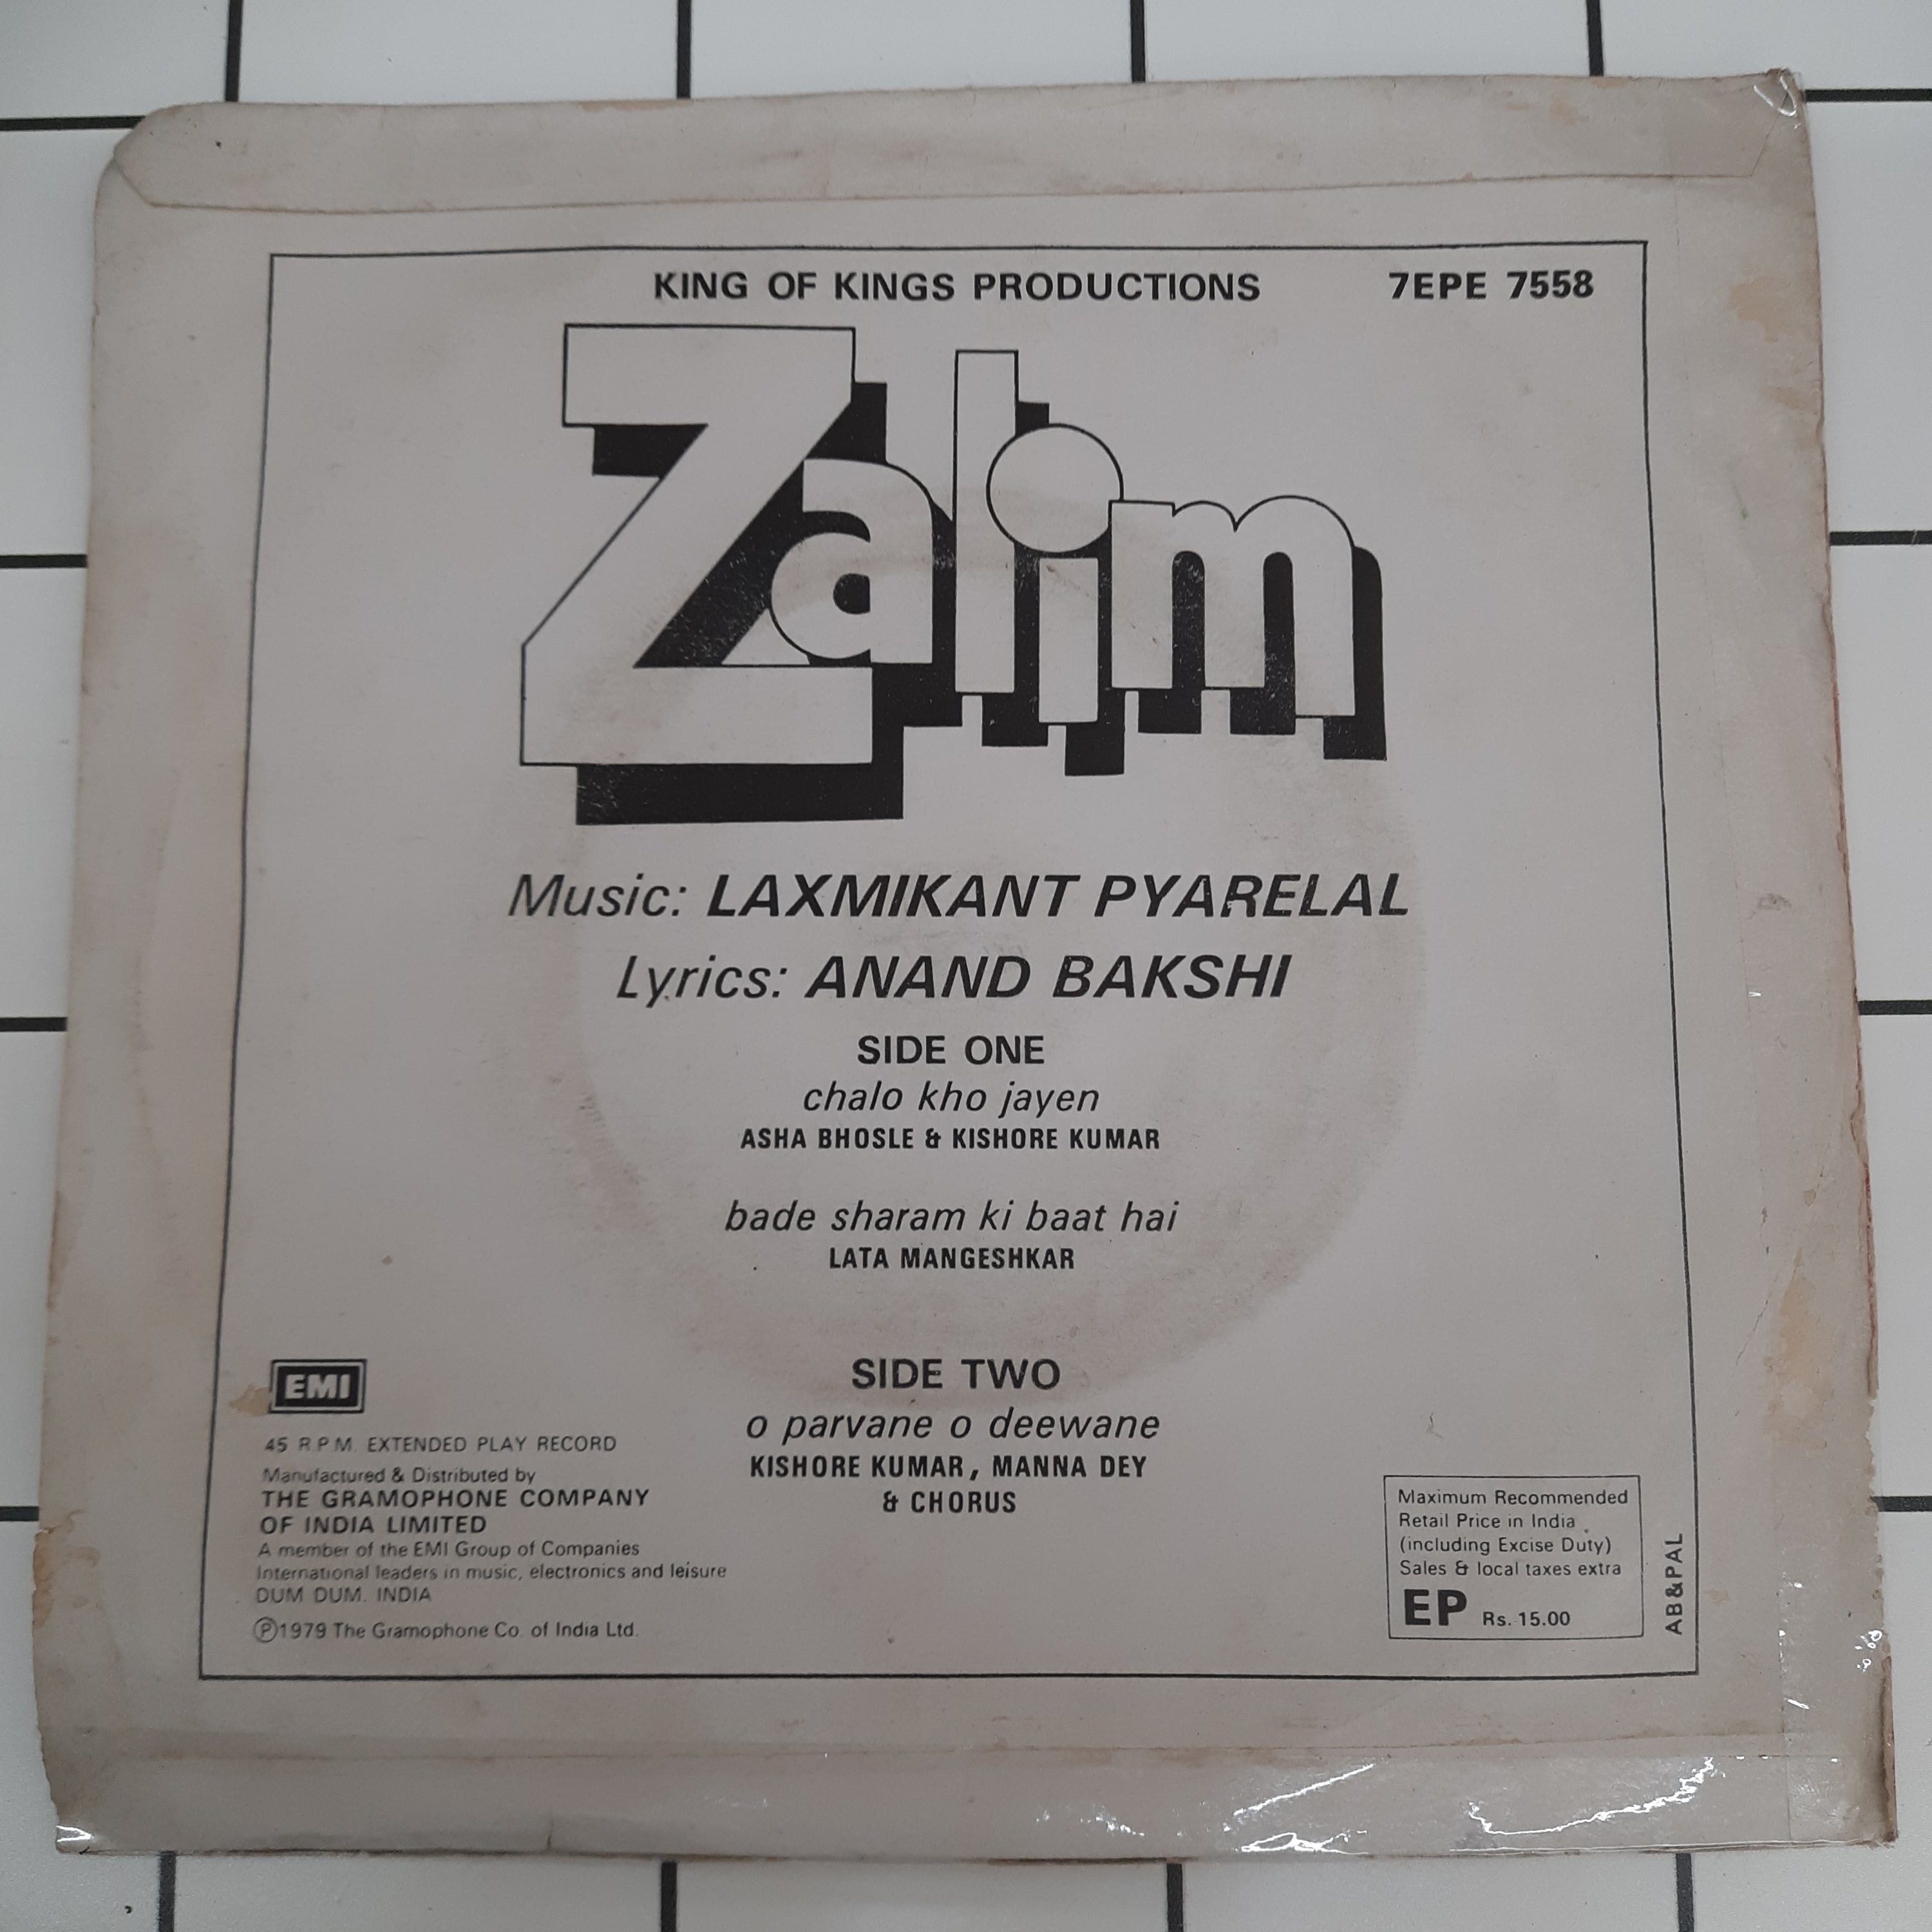 KING OF KINGS PRODUCTIONS 7EPE 7558
Zalim
Music: LAXMIKANT PYARELAL
Lyrics: ANAND BAKSHI
SIDE ONE
chalo kho jayen
ASHA BHOSLE & KISHORE KUMAR
bade sharam ki baat hai
LATA MANGESHKAR
SIDE TWO
o parvane o deewane
KISHORE KUMAR, MANNA DEY
& CHORUS
EMI
45 R.P.M. EXTENDED PLAY RECORD
Manufactured & Distributed by
THE GRAMOPHONE COMPANY
OF INDIA LIMITED
A member of the EMI Group of Companies
International leaders in music, electronics and leisure
DUM DUM. INDIA
Ⓟ1979 The Gramophone Co. of India Ltd.
Maximum Recommended
Retail Price in India
(including Excise Duty)
Sales & local taxes extra
EP Rs. 15.00
AB&PAL